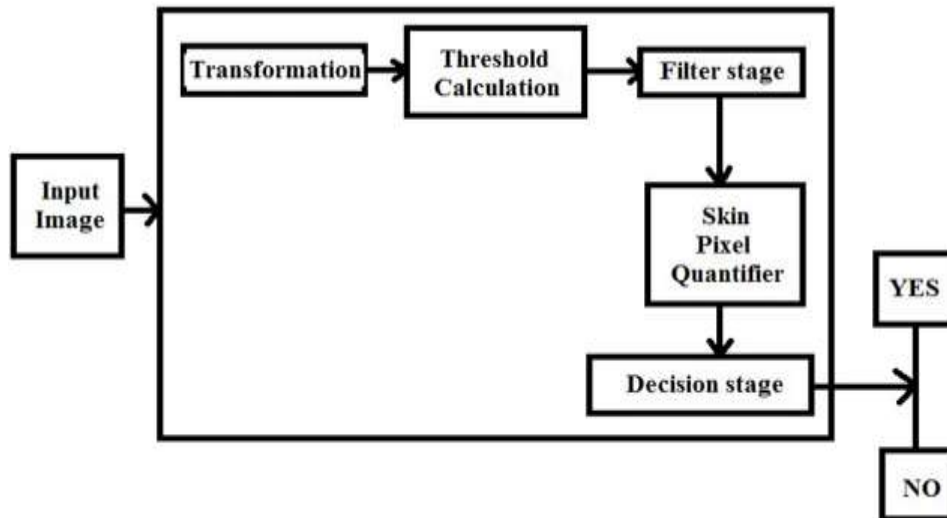 Transformation
Threshold
Calculation
Filter stage
Input
Image
Skin
Pixel
Quantifier
YES
Decision stage
NO